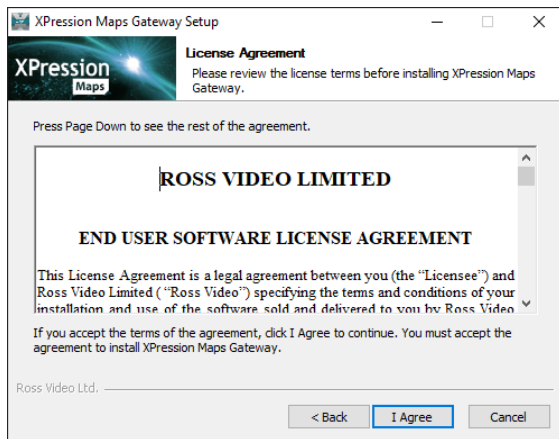 XPression Maps Gateway Setup
XPression
Maps
License Agreement
Please review the license terms before installing XPression Maps
Gateway.
Press Page Down to see the rest of the agreement.
ROSS VIDEO LIMITED
END USER SOFTWARE LICENSE AGREEMENT
This License Agreement is a legal agreement between you (the “Licensee”) and
Ross Video Limited ( “Ross Video”) specifying the terms and conditions of your
installation and use of the software sold and delivered to you by Ross Video
If you accept the terms of the agreement, click I Agree to continue. You must accept the
agreement to install XPression Maps Gateway.
Ross Video Ltd.
< Back
I Agree
Cancel